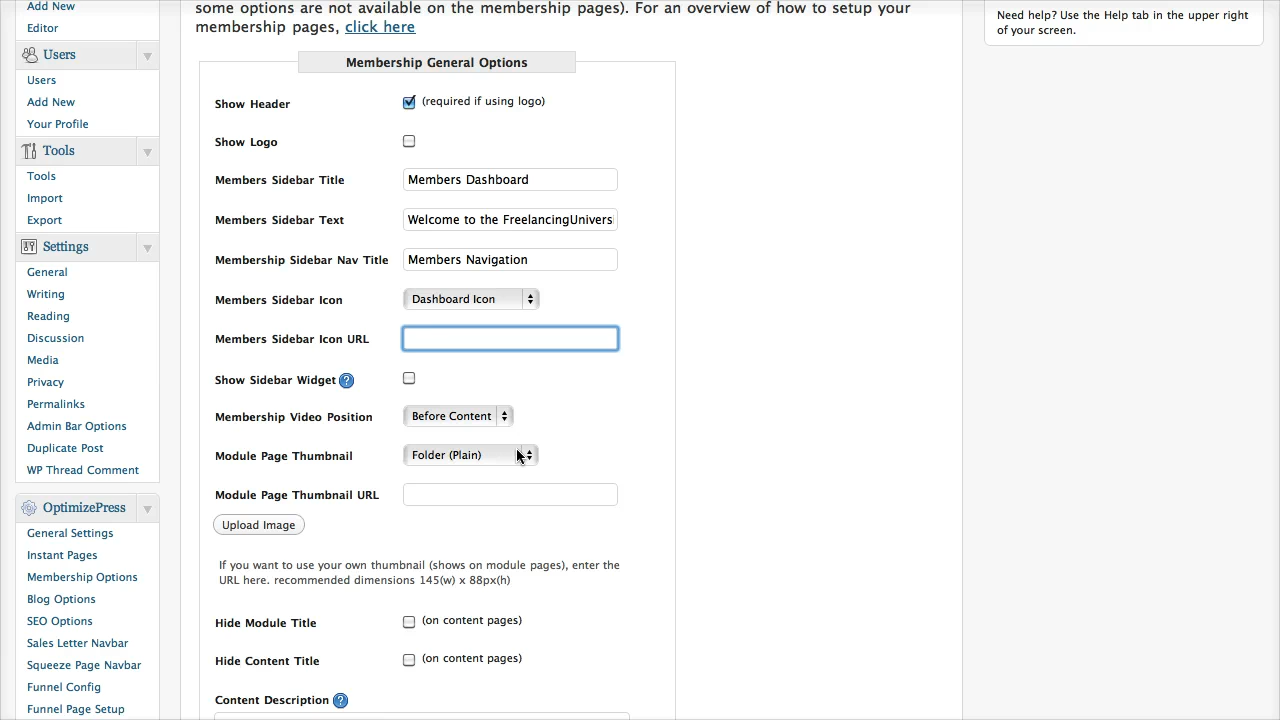 Add New
Editor
Users
Users
Add New
Your Profile
Tools
Tools
Import
Export
Settings
General
Writing
Reading
Discussion
Media
Privacy
Permalinks
Admin Bar Options
Duplicate Post
WP Thread Comment
OptimizePress
General Settings
Instant Pages
Membership Options
Blog Options
SEO Options
Sales Letter Navbar
Squeeze Page Navbar
Funnel Config
Funnel Page Setup
some options are not available on the membership pages). For an overview of how to setup your
membership pages, click here
Membership General Options
Show Header (required if using logo)
Show Logo
Members Sidebar Title Members Dashboard
Members Sidebar Text Welcome to the FreelancingUnivers
Membership Sidebar Nav Title Members Navigation
Members Sidebar Icon Dashboard Icon
Members Sidebar Icon URL
Show Sidebar Widget ?
Membership Video Position Before Content
Module Page Thumbnail Folder (Plain)
Module Page Thumbnail URL
Upload Image
If you want to use your own thumbnail (shows on module pages), enter the
URL here. recommended dimensions 145(w) x 88px(h)
Hide Module Title (on content pages)
Hide Content Title (on content pages)
Content Description ?
Need help? Use the Help tab in the upper right
of your screen.